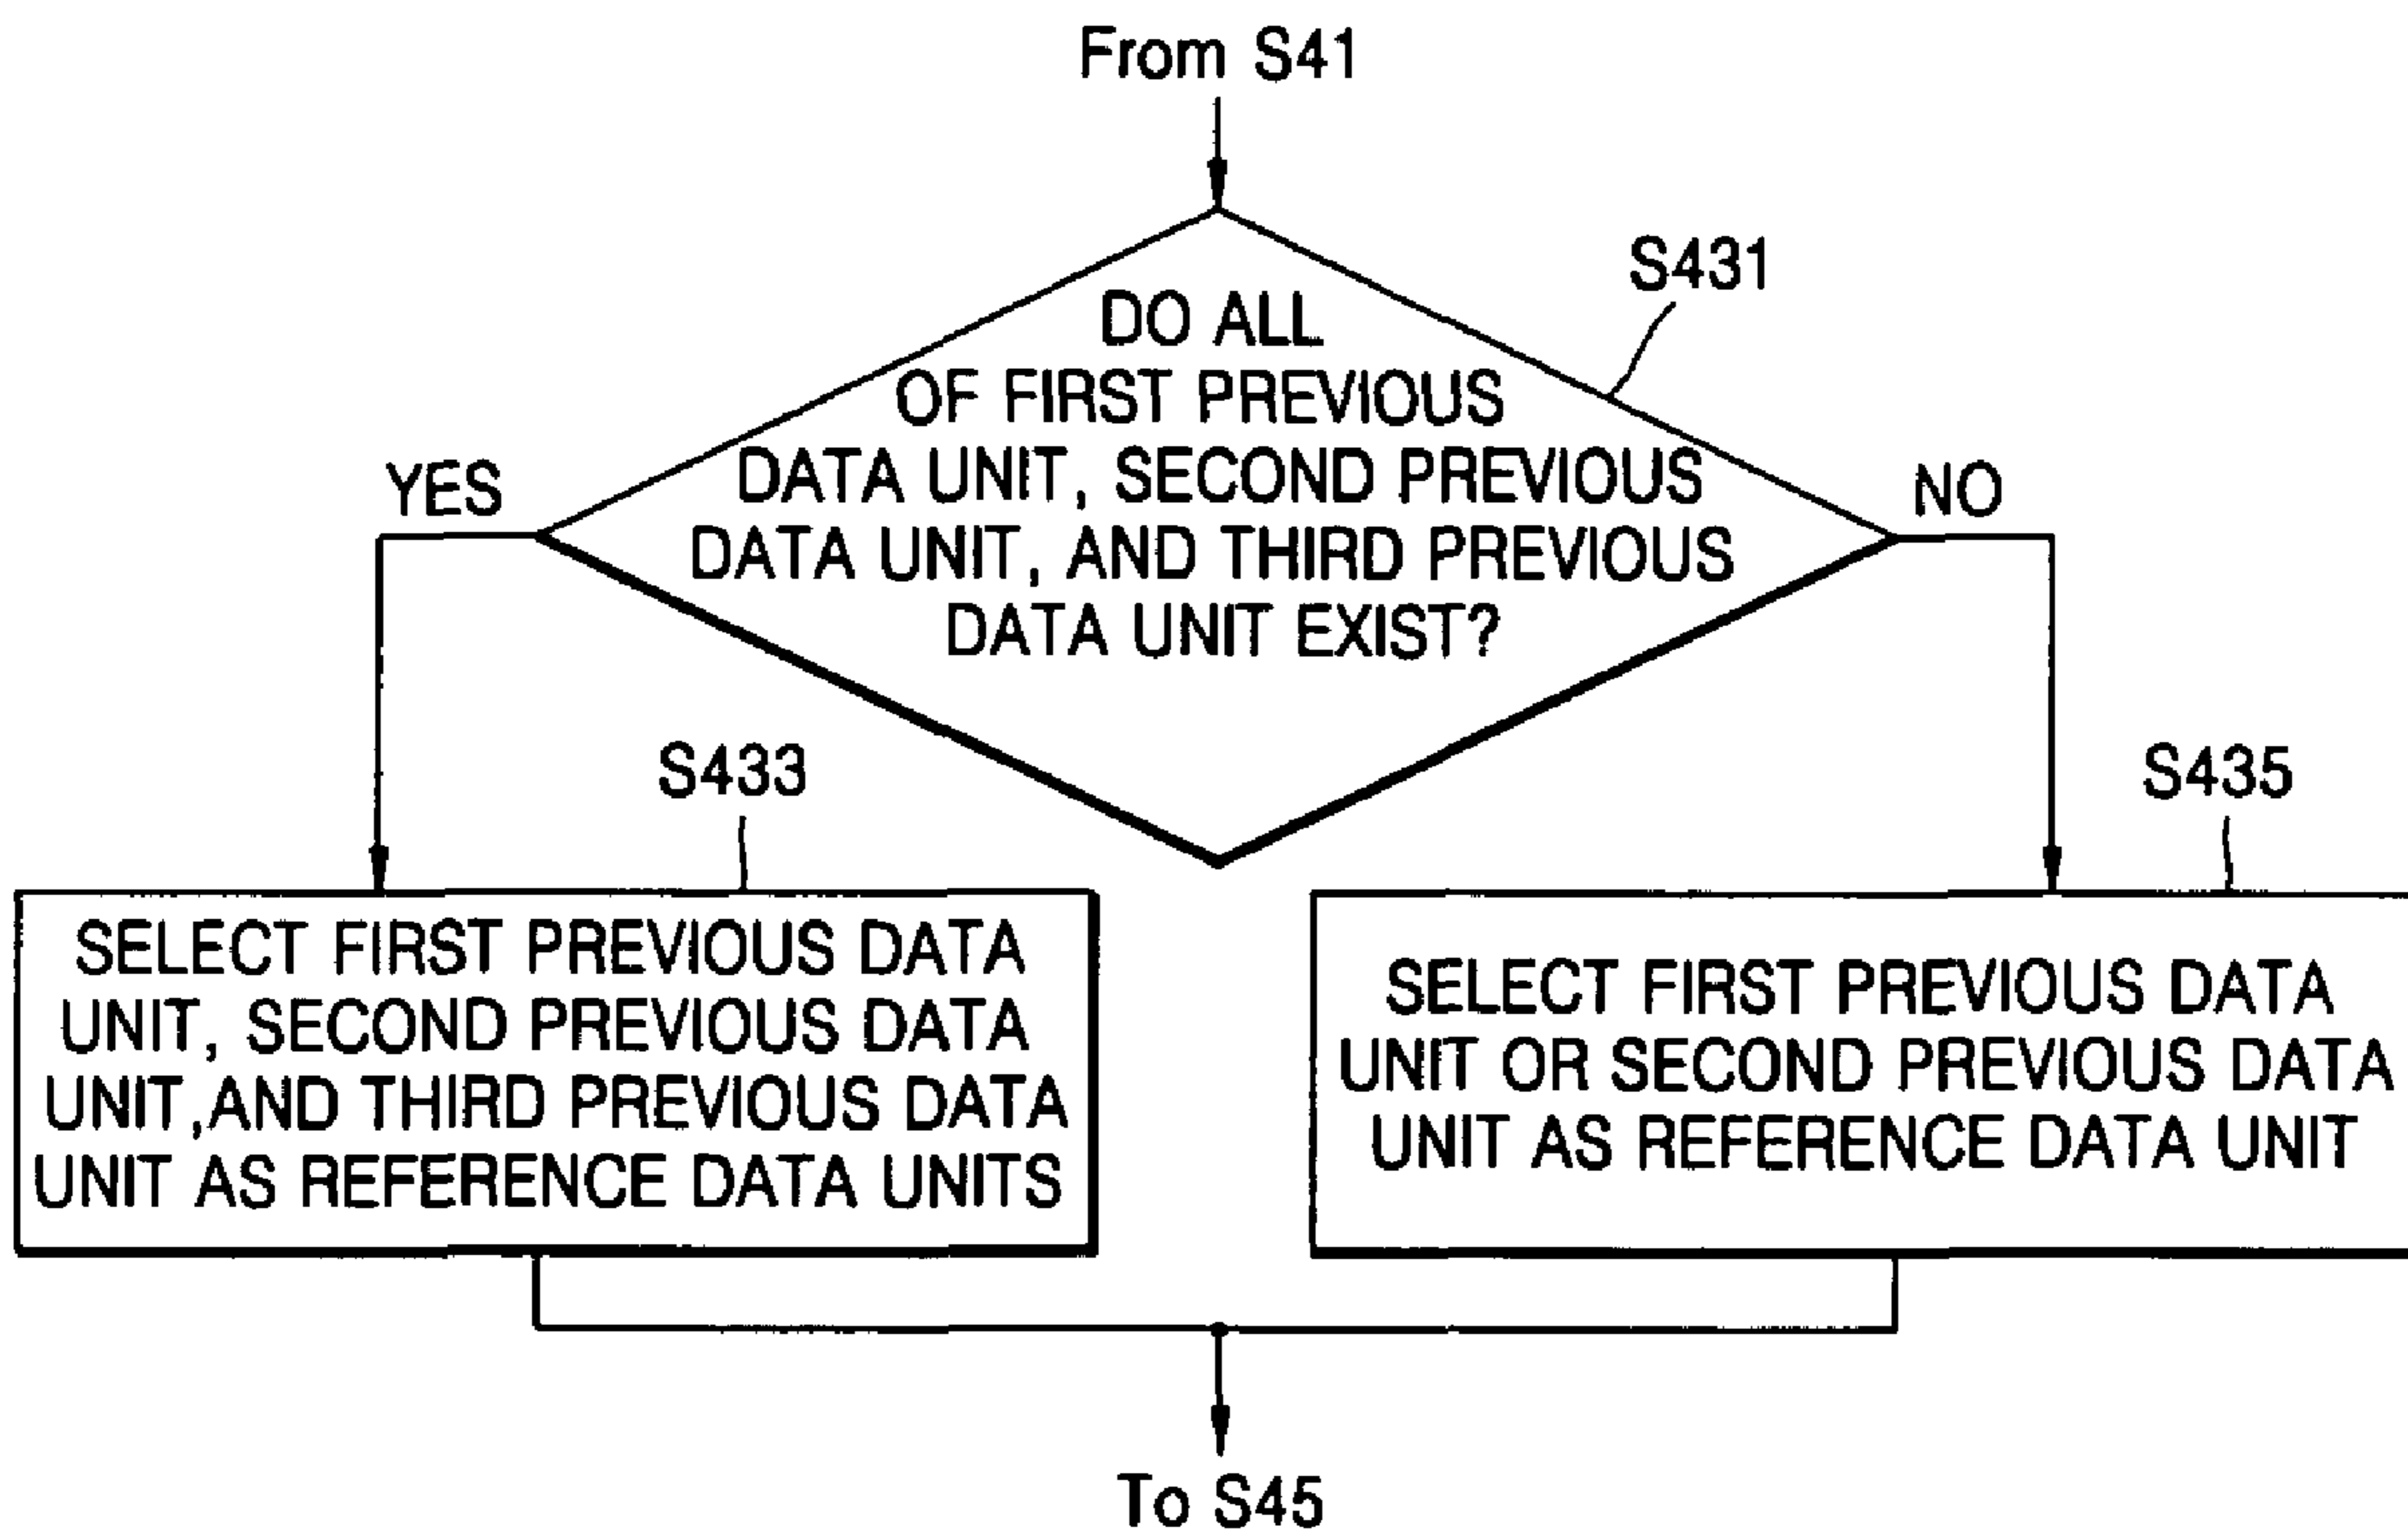 From S41
S431
DO ALL
OF FIRST PREVIOUS
DATA UNIT, SECOND PREVIOUS
DATA UNIT, AND THIRD PREVIOUS
DATA UNIT EXIST?
YES
NO
S433
SELECT FIRST PREVIOUS DATA
UNIT, SECOND PREVIOUS DATA
UNIT,AND THIRD PREVIOUS DATA
UNIT AS REFERENCE DATA UNITS
S435
SELECT FIRST PREVIOUS DATA
UNIT OR SECOND PREVIOUS DATA
UNIT AS REFERENCE DATA UNIT
To S45